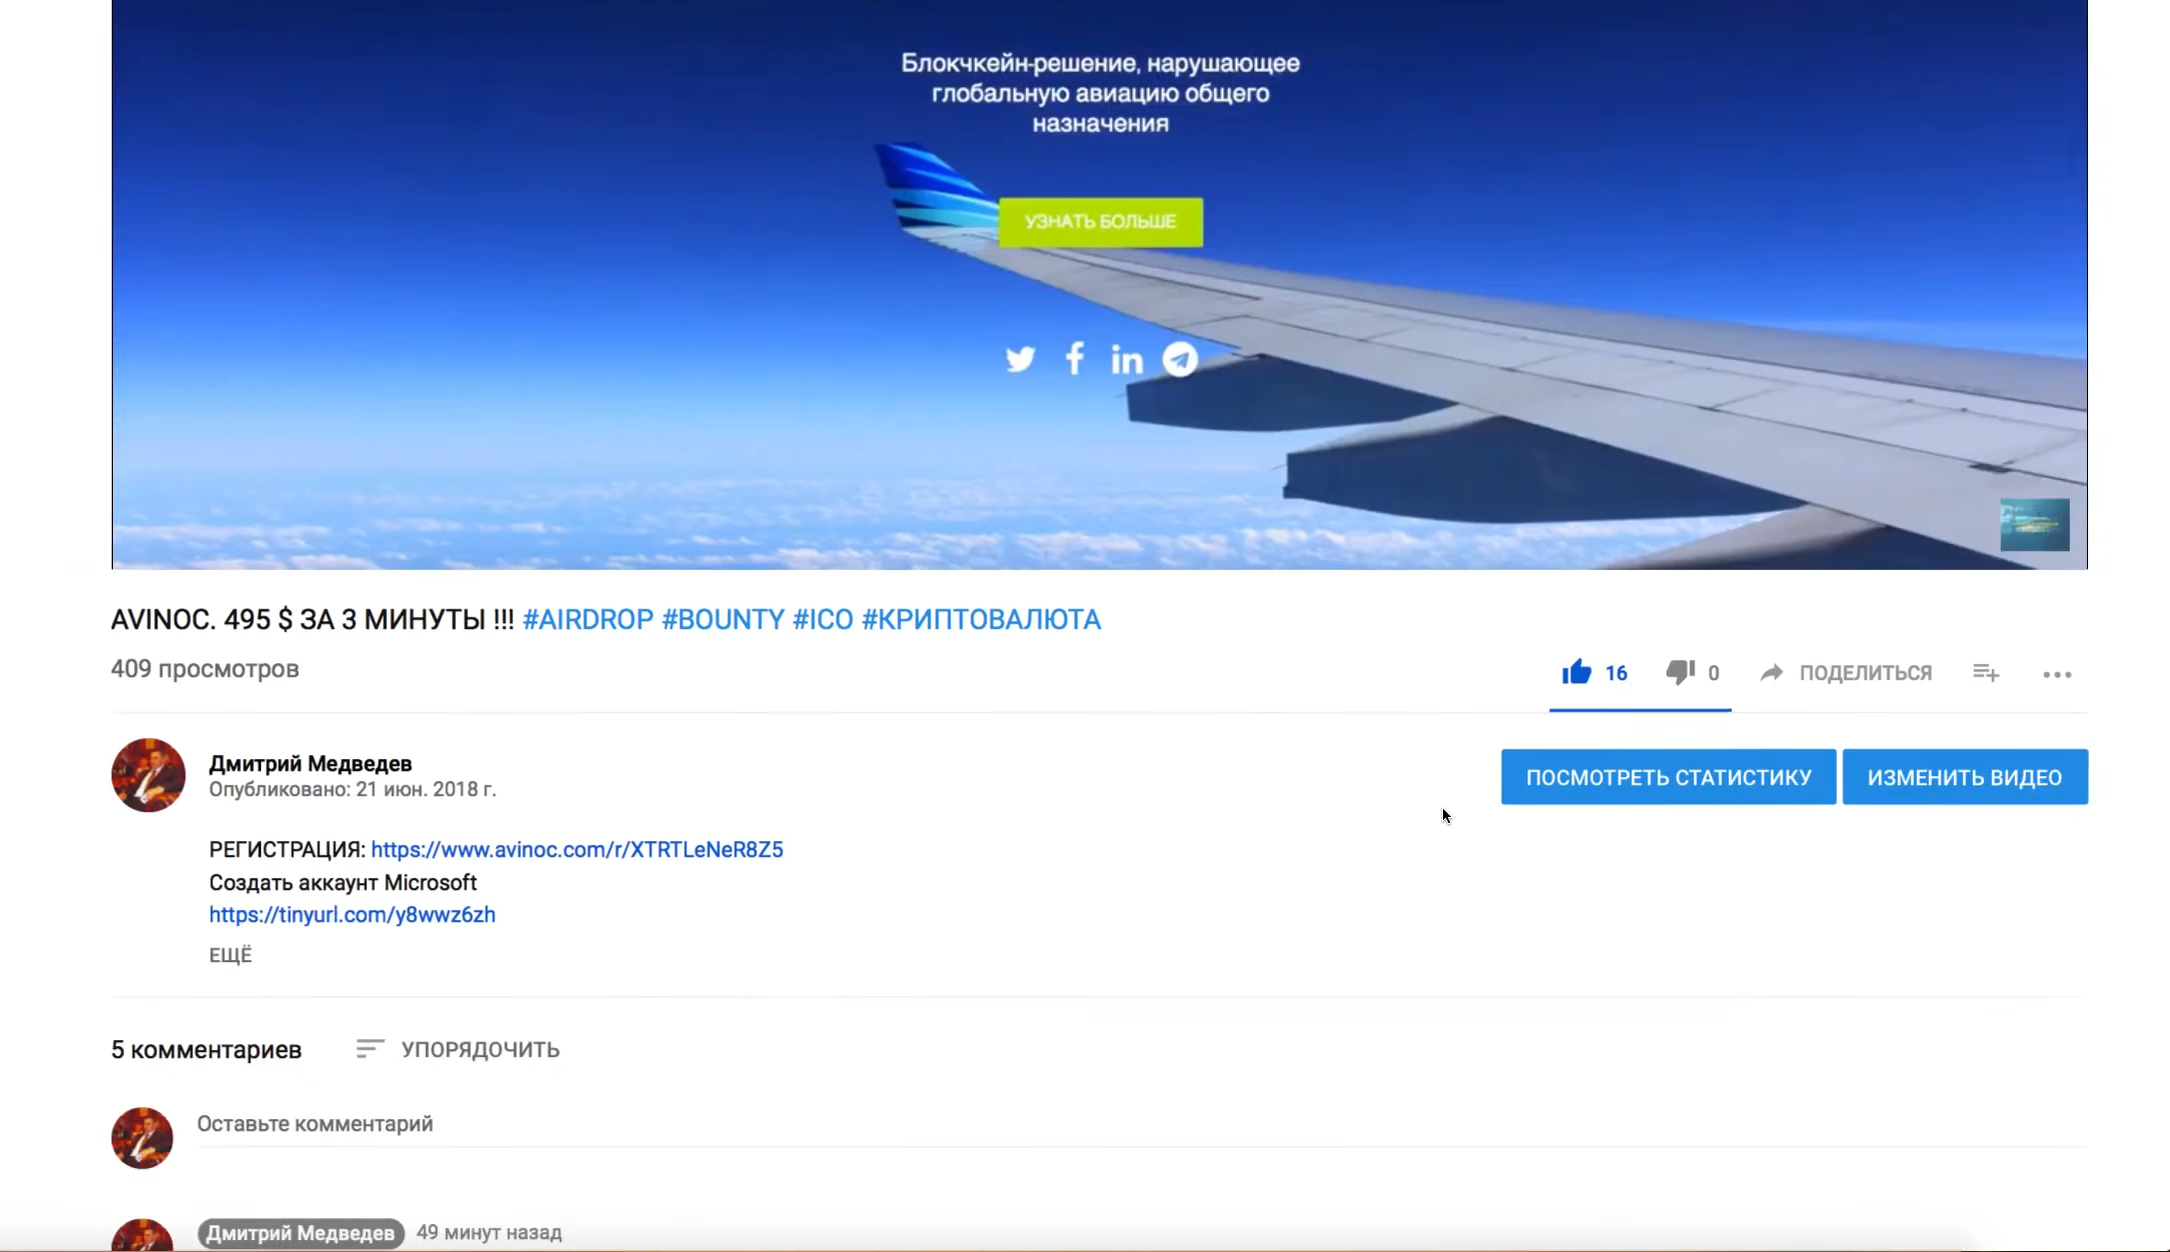 Блокчкейн-решение, нарушающее
глобальную авиацию общего
назначения
УЗНАТЬ БОЛЬШЕ
AVINOC. 495 $ ЗА 3 МИНУТЫ !!! #AIRDROP #BOUNTY #ICO #КРИПТОВАЛЮТА
409 просмотров
16
0
ПОДЕЛИТЬСЯ
Дмитрий Медведев
Опубликовано: 21 июн. 2018 г.
ПОСМОТРЕТЬ СТАТИСТИКУ
ИЗМЕНИТЬ ВИДЕО
РЕГИСТРАЦИЯ: https://www.avinoc.com/r/XTRTLeNeR8Z5
Создать аккаунт Microsoft
https://tinyurl.com/y8wwz6zh
ЕЩЁ
5 комментариев
УПОРЯДОЧИТЬ
Оставьте комментарий
Дмитрий Медведев 49 минут назад